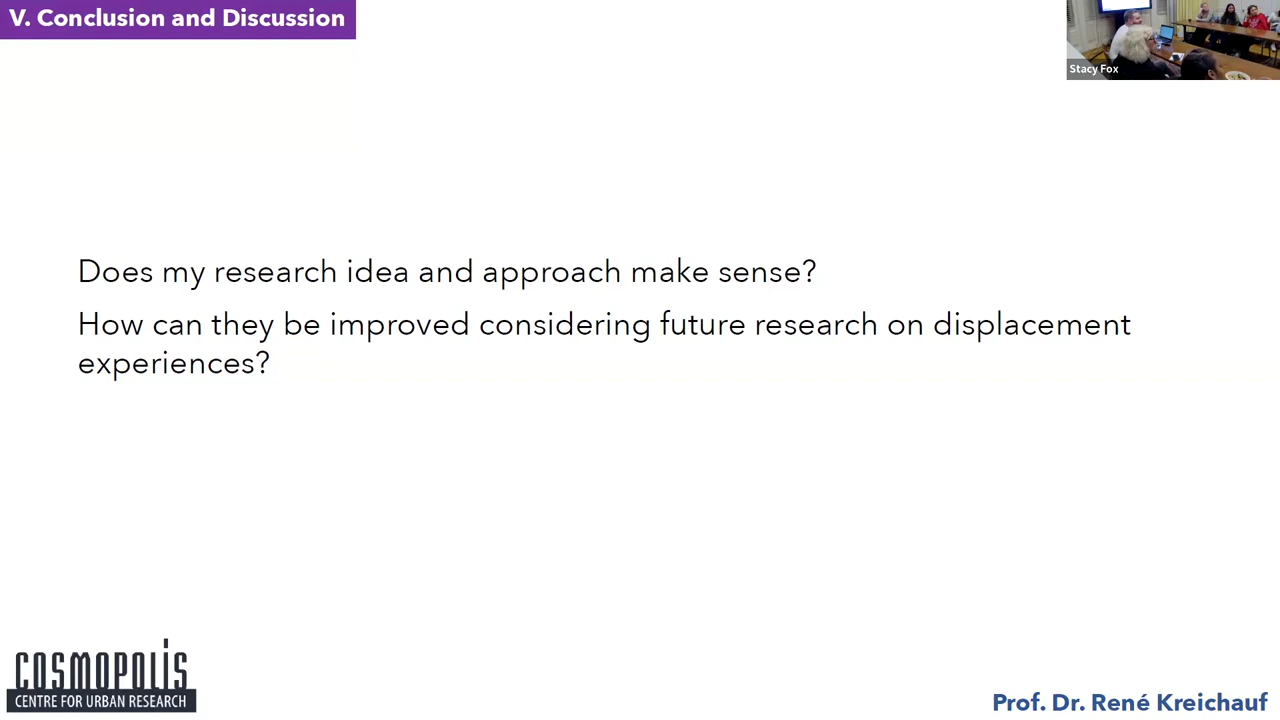 V. Conclusion and Discussion
Stacy Fox
Does my research idea and approach make sense?
How can they be improved considering future research on displacement
experiences?
COSMOPOLIS
CENTRE FOR URBAN RESEARCH
Prof. Dr. René Kreichauf